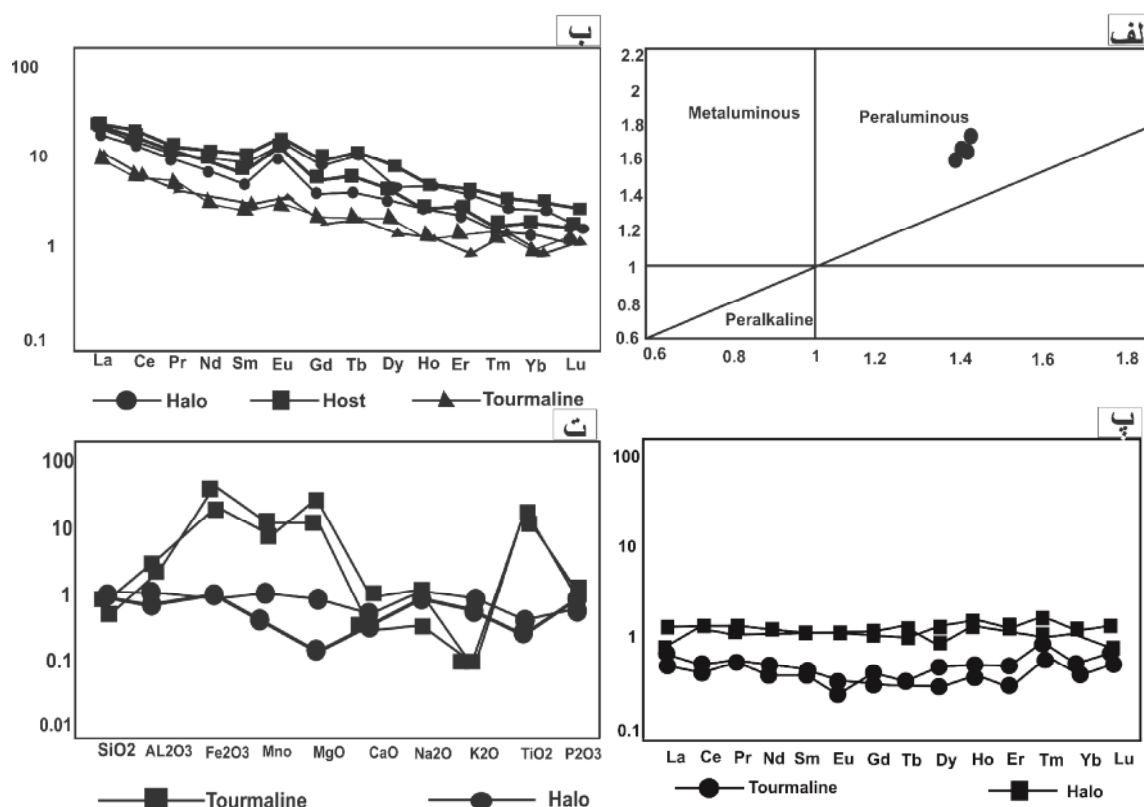 الف
2.2
2
1.8
1.6
1.4
1.2
1
0.8
0.6
Metaluminous
Peraluminous
Peralkaline
0.6 0.8 1 1.2 1.4 1.6 1.8
ب
100
10
1
0.1
La Ce Pr Nd Sm Eu Gd Tb Dy Ho Er Tm Yb Lu
Halo Host Tourmaline
پ
100
10
1
0.1
La Ce Pr Nd Sm Eu Gd Tb Dy Ho Er Tm Yb Lu
Tourmaline Halo
ت
100
10
1
0.1
0.01
SiO2 AL2O3 Fe2O3 Mno MgO CaO Na2O K2O TiO2 P2O3
Tourmaline Halo